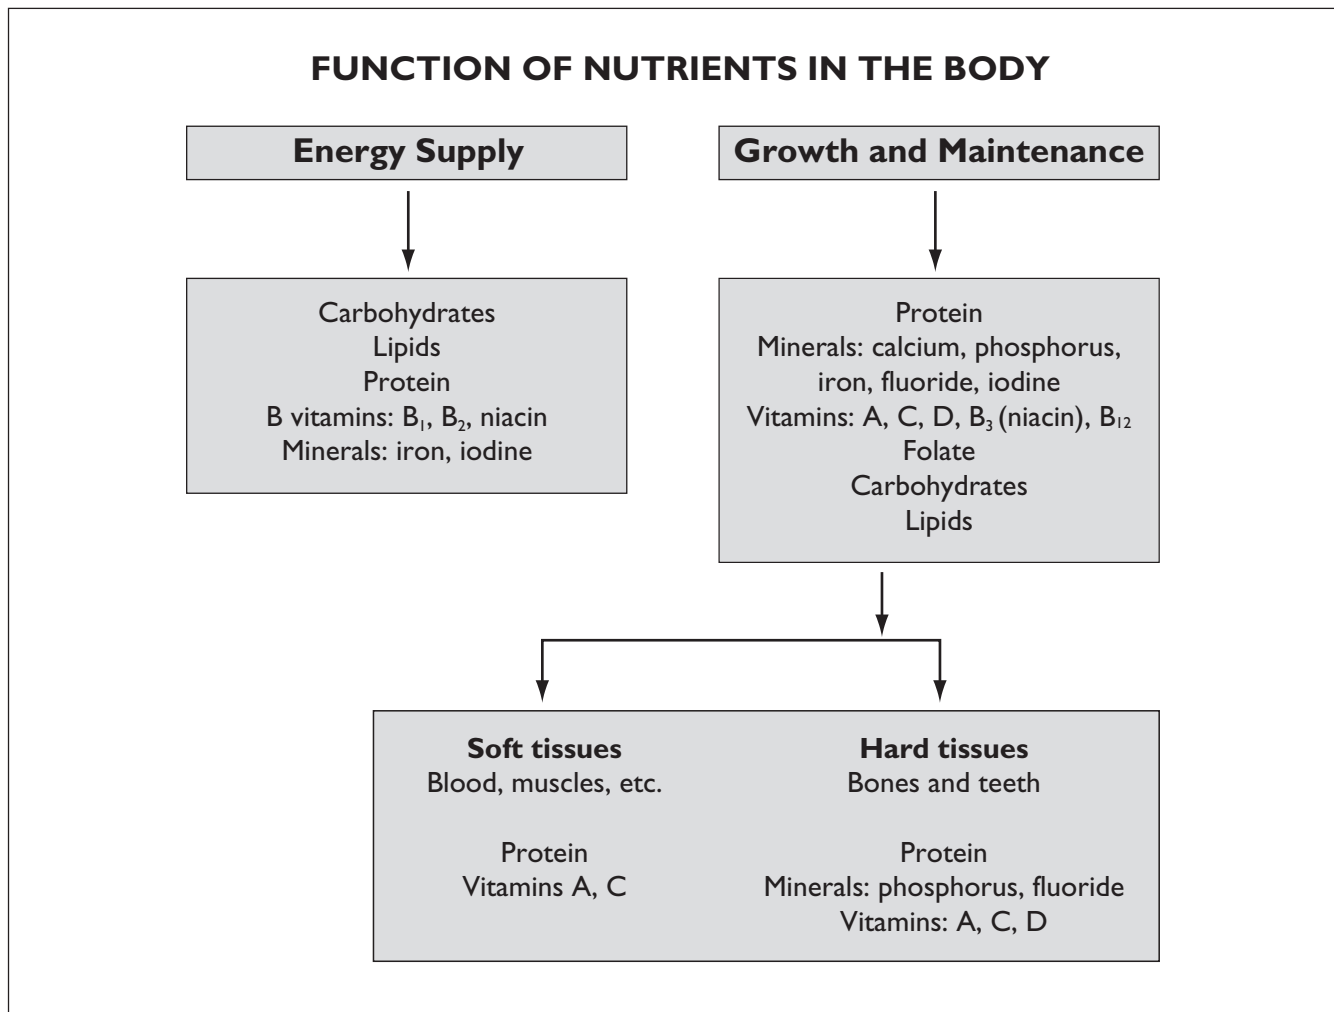 FUNCTION OF NUTRIENTS IN THE BODY
Energy Supply
Carbohydrates
Lipids
Protein
B vitamins: B₁, B₂, niacin
Minerals: iron, iodine
Growth and Maintenance
Protein
Minerals: calcium, phosphorus,
iron, fluoride, iodine
Vitamins: A, C, D, B₃ (niacin), B₁₂
Folate
Carbohydrates
Lipids
Soft tissues
Blood, muscles, etc.
Protein
Vitamins A, C
Hard tissues
Bones and teeth
Protein
Minerals: phosphorus, fluoride
Vitamins: A, C, D